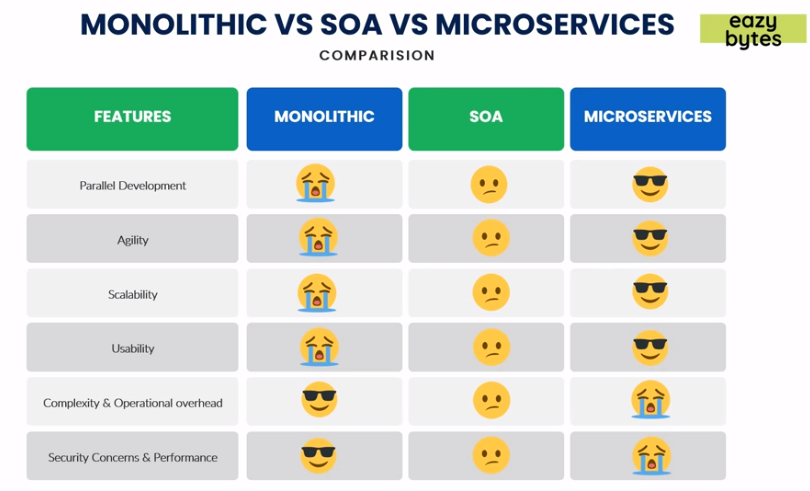 MONOLITHIC VS SOA VS MICROSERVICES
COMPARISION
eazy
bytes
FEATURES MONOLITHIC SOA MICROSERVICES
Parallel Development
Agility
Scalability
Usability
Complexity & Operational overhead
Security Concerns & Performance